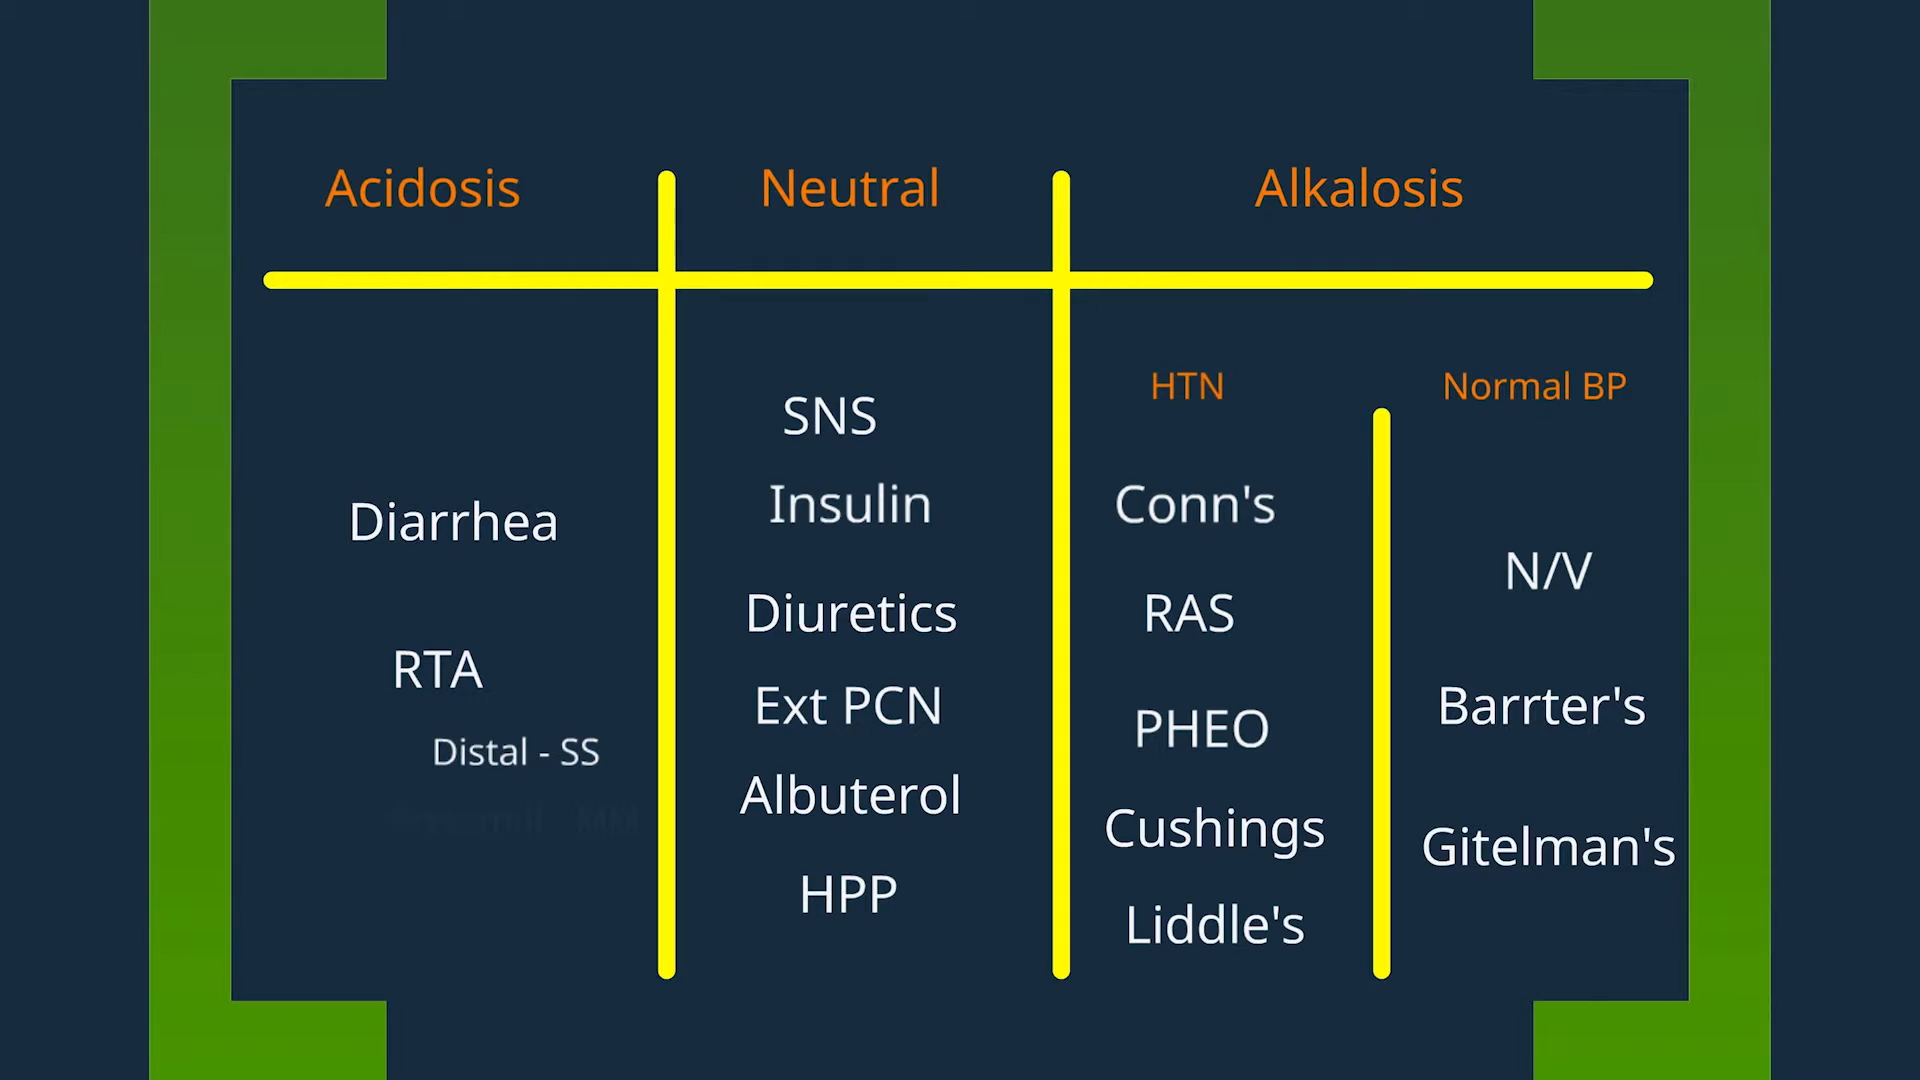 Acidosis
Neutral
Alkalosis
Diarrhea
RTA
Distal - SS
SNS
Insulin
Diuretics
Ext PCN
Albuterol
HPP
HTN
Conn's
RAS
PHEO
Cushings
Liddle's
Normal BP
N/V
Barrter's
Gitelman's